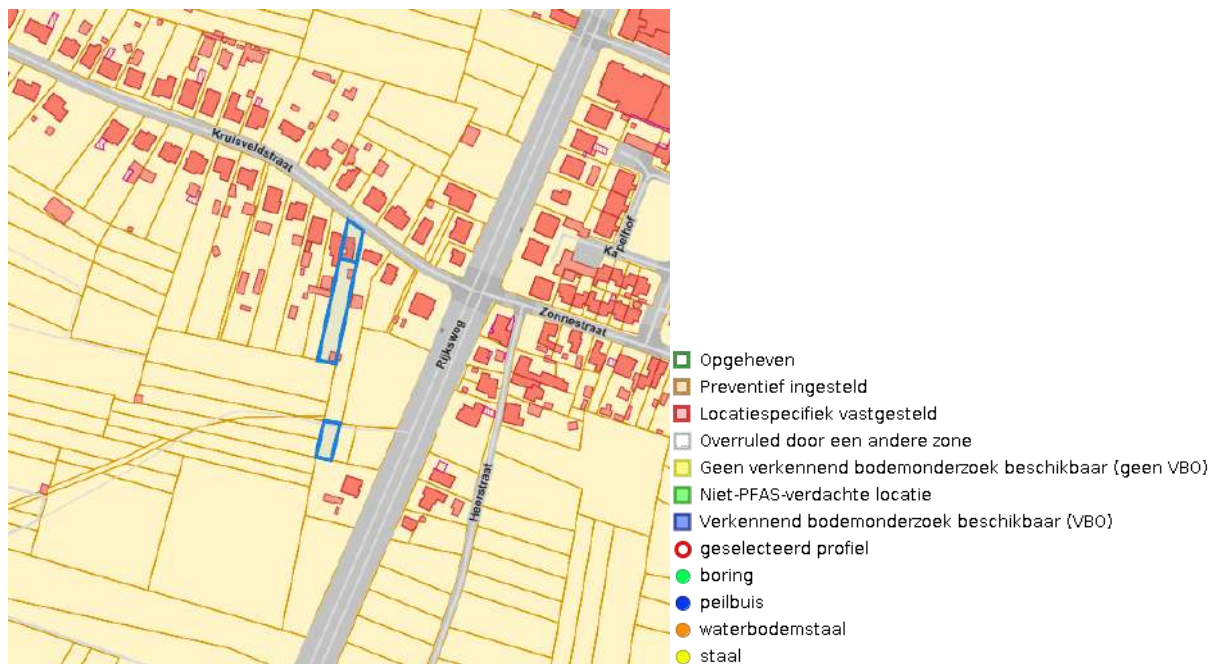 Kruisveldstraat
Kapelhof
Zonnestraat
Rijksweg
Heerstraat
Opgeheven
Preventief ingesteld
Locatiespecifiek vastgesteld
Overruled door een andere zone
Geen verkennend bodemonderzoek beschikbaar (geen VBO)
Niet-PFAS-verdachte locatie
Verkennend bodemonderzoek beschikbaar (VBO)
geselecteerd profiel
boring
peilbuis
waterbodemstaal
staal